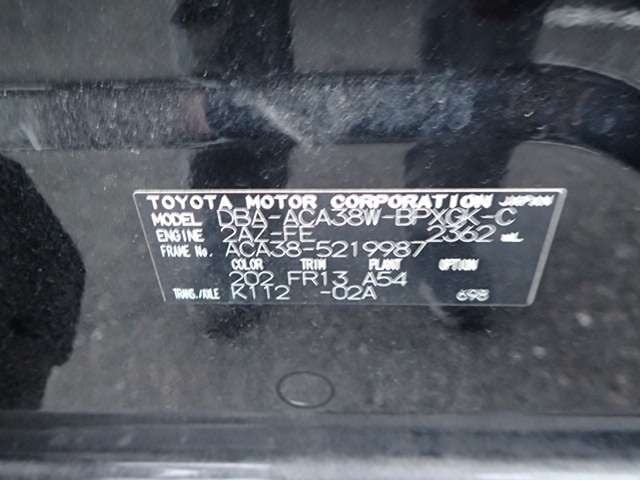 TOYOTA MOTOR CORPORATION JAPAN
MODEL DBA-ACA38W-BPXGK-C
ENGINE 2AZ-FE 2362 mL
FRAME No. ACA38-5219987
COLOR TRIM PLANT OPTION
202 FR13 A54
TRANS./AXLE K112 -02A 698